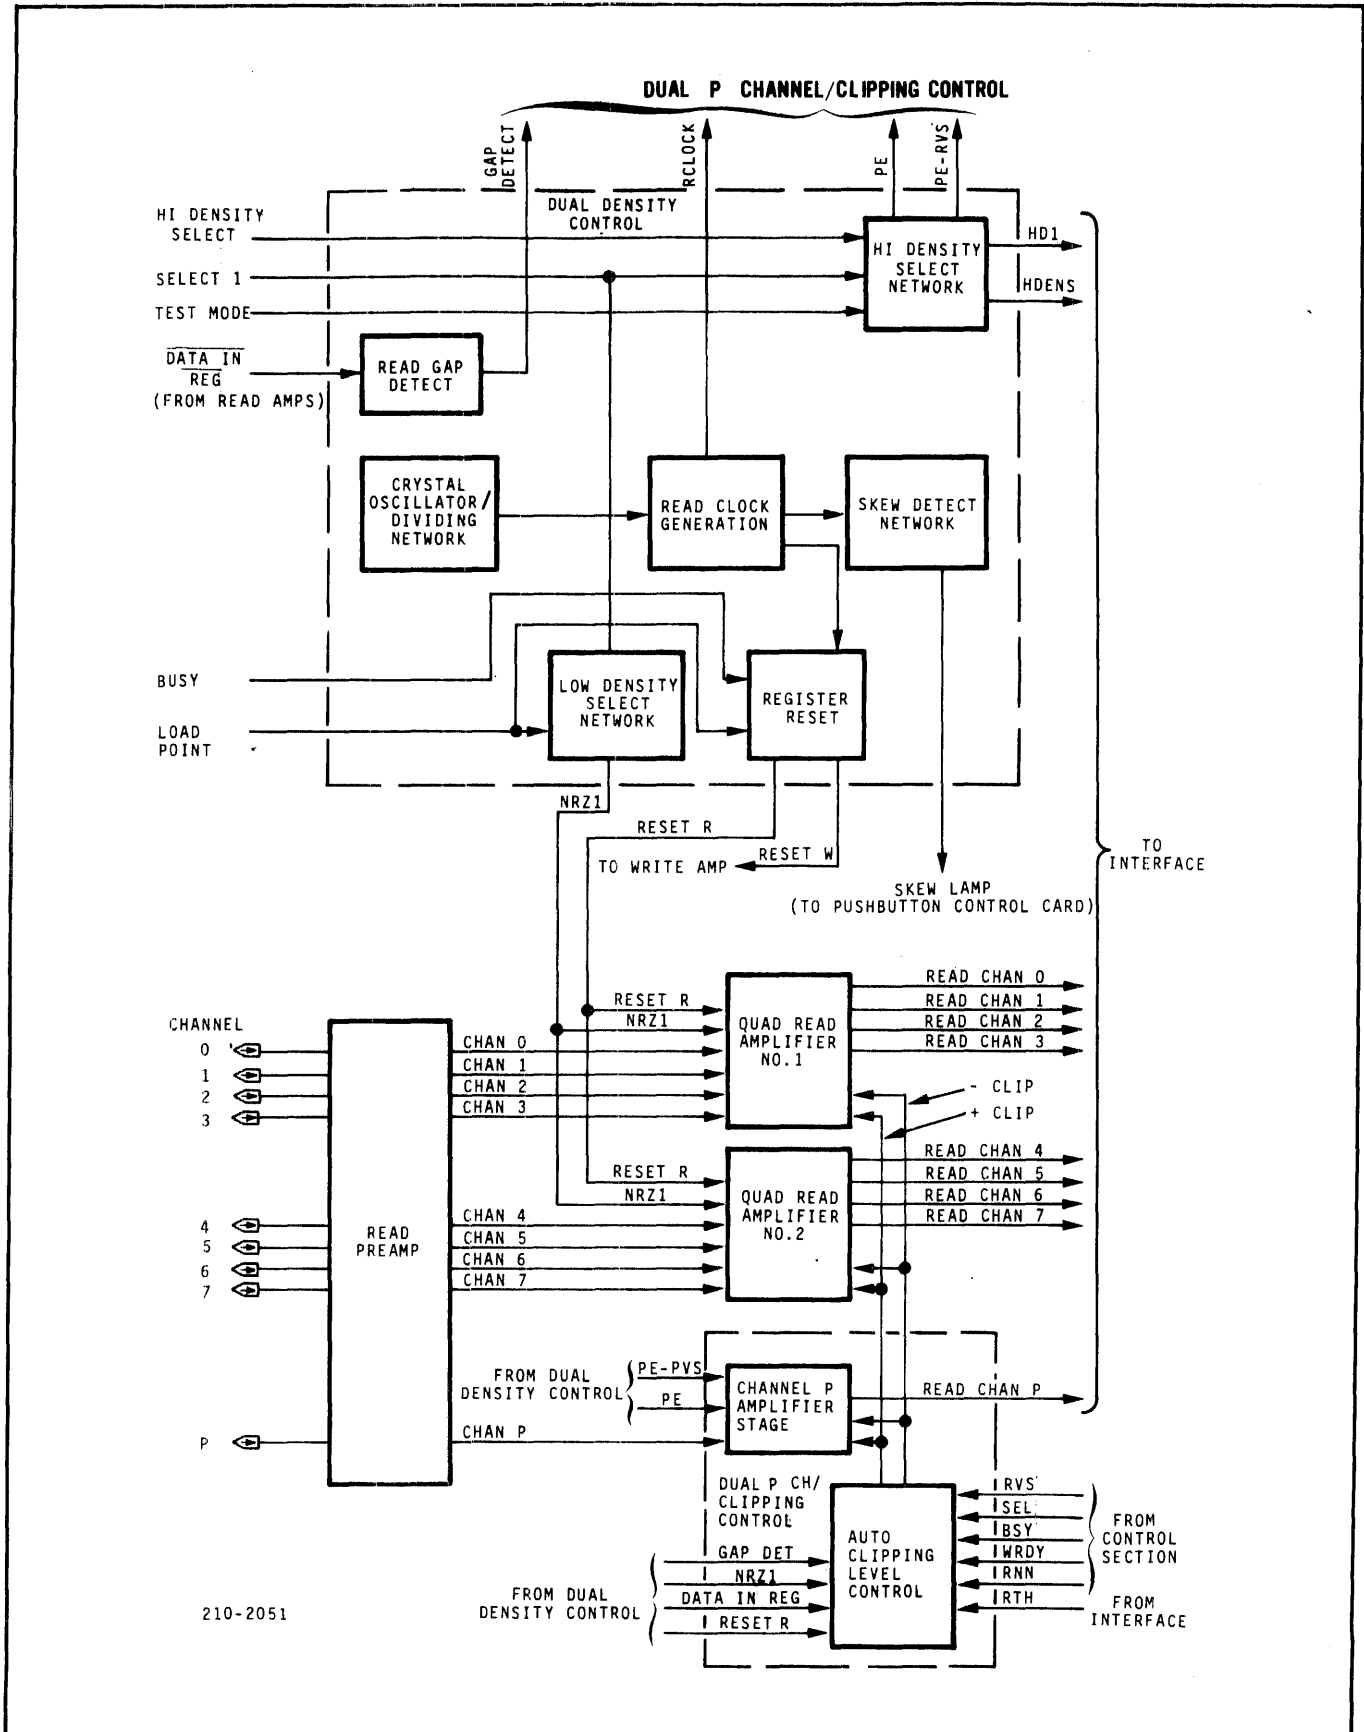 DUAL P CHANNEL/CLIPPING CONTROL
GAP
DETECT
RCLOCK
PE
PE-RVS
HI DENSITY
SELECT
DUAL DENSITY
CONTROL
HI DENSITY
SELECT
NETWORK
HD1
HDENS
SELECT 1
TEST MODE
DATA IN
REG
(FROM READ AMPS)
READ GAP
DETECT
CRYSTAL
OSCILLATOR/
DIVIDING
NETWORK
READ CLOCK
GENERATION
SKEW DETECT
NETWORK
BUSY
LOAD
POINT
LOW DENSITY
SELECT
NETWORK
REGISTER
RESET
NRZ1
RESET R
RESET W
TO WRITE AMP
SKEW LAMP
(TO PUSHBUTTON CONTROL CARD)
TO
INTERFACE
CHANNEL
0
1
2
3
4
5
6
7
P
READ
PREAMP
RESET R
NRZ1
CHAN 0
CHAN 1
CHAN 2
CHAN 3
QUAD READ
AMPLIFIER
NO.1
READ CHAN 0
READ CHAN 1
READ CHAN 2
READ CHAN 3
- CLIP
+ CLIP
RESET R
NRZ1
CHAN 4
CHAN 5
CHAN 6
CHAN 7
QUAD READ
AMPLIFIER
NO.2
READ CHAN 4
READ CHAN 5
READ CHAN 6
READ CHAN 7
FROM DUAL
DENSITY CONTROL
PE-PVS
PE
CHAN P
CHANNEL P
AMPLIFIER
STAGE
READ CHAN P
DUAL P CH/
CLIPPING
CONTROL
AUTO
CLIPPING
LEVEL
CONTROL
RVS
SEL
BSY
WRDY
RNN
RTH
FROM
CONTROL
SECTION
FROM
INTERFACE
FROM DUAL
DENSITY CONTROL
GAP DET
NRZ1
DATA IN REG
RESET R
210-2051